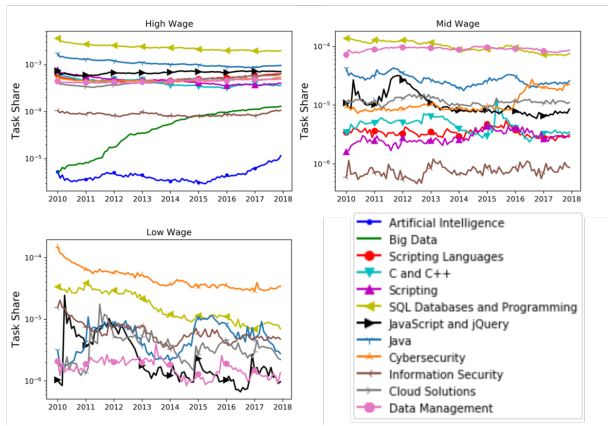 High Wage
Task Share
10⁻³
10⁻⁴
10⁻⁵
2010 2011 2012 2013 2014 2015 2016 2017 2018
Mid Wage
Task Share
10⁻⁴
10⁻⁵
10⁻⁶
2010 2011 2012 2013 2014 2015 2016 2017 2018
Low Wage
Task Share
10⁻⁴
10⁻⁵
10⁻⁶
2010 2011 2012 2013 2014 2015 2016 2017 2018
Artificial Intelligence
Big Data
Scripting Languages
C and C++
Scripting
SQL Databases and Programming
JavaScript and jQuery
Java
Cybersecurity
Information Security
Cloud Solutions
Data Management